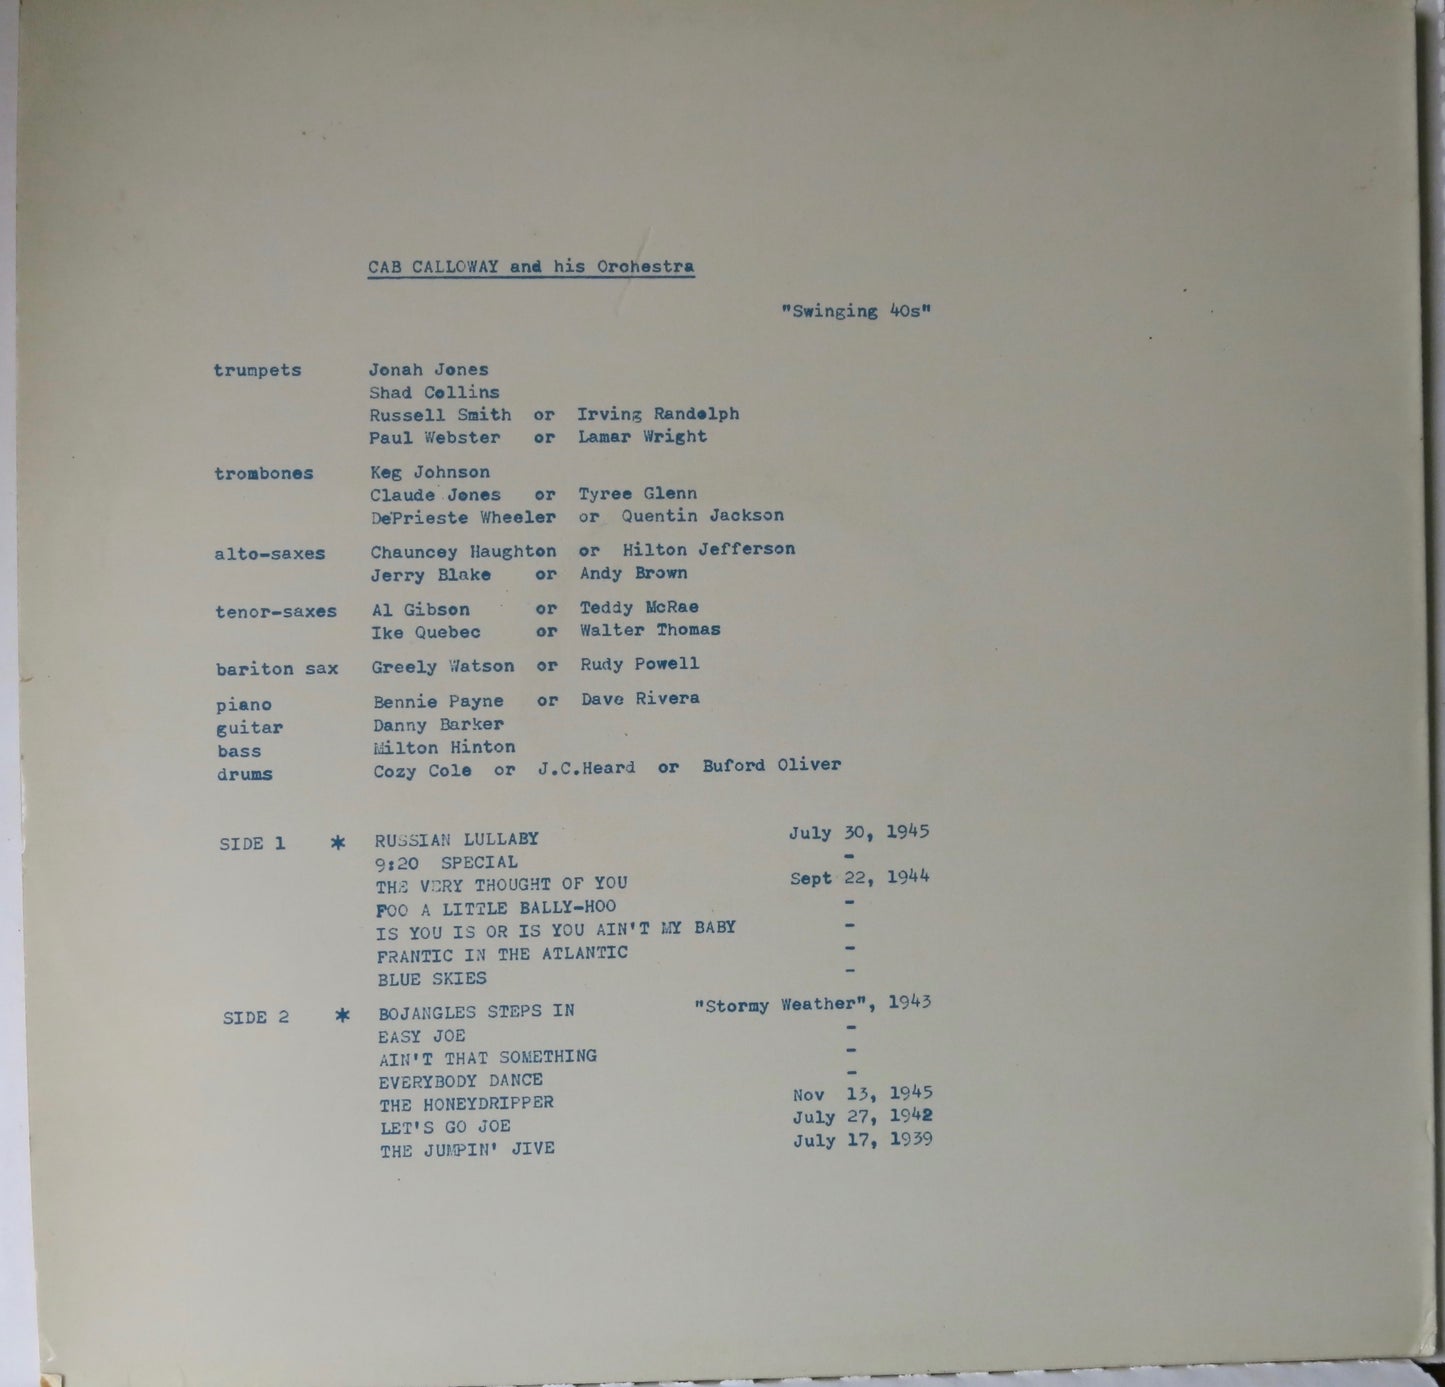 CAB CALLOWAY and his Orchestra
"Swinging 40s"
trumpets Jonah Jones
Shad Collins
Russell Smith or Irving Randolph
Paul Webster or Lamar Wright
trombones Keg Johnson
Claude Jones or Tyree Glenn
De'Prieste Wheeler or Quentin Jackson
alto-saxes Chauncey Haughton or Hilton Jefferson
Jerry Blake or Andy Brown
tenor-saxes Al Gibson or Teddy McRae
Ike Quebec or Walter Thomas
bariton sax Greely Watson or Rudy Powell
piano Bennie Payne or Dave Rivera
guitar Danny Barker
bass Milton Hinton
drums Cozy Cole or J.C.Heard or Buford Oliver
SIDE 1 * RUSSIAN LULLABY July 30, 1945
9:20 SPECIAL -
THE VERY THOUGHT OF YOU Sept 22, 1944
FOO A LITTLE BALLY-HOO -
IS YOU IS OR IS YOU AIN'T MY BABY -
FRANTIC IN THE ATLANTIC -
BLUE SKIES -
SIDE 2 * BOJANGLES STEPS IN "Stormy Weather", 1943
EASY JOE -
AIN'T THAT SOMETHING -
EVERYBODY DANCE -
THE HONEYDRIPPER Nov 13, 1945
LET'S GO JOE July 27, 1942
THE JUMPIN' JIVE July 17, 1939